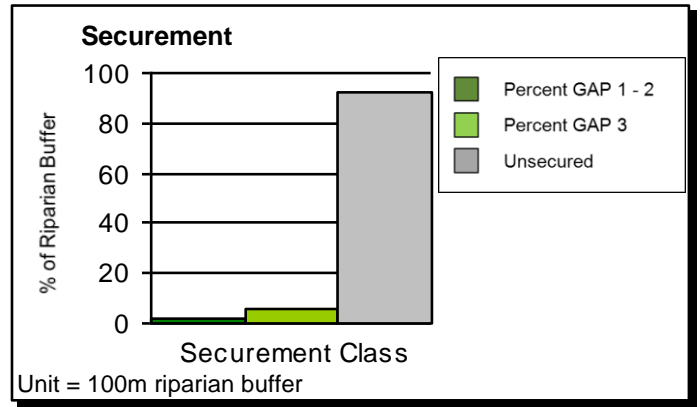 Securement
% of Riparian Buffer
100
80
60
40
20
0
Securement Class
Unit = 100m riparian buffer
Percent GAP 1 - 2
Percent GAP 3
Unsecured